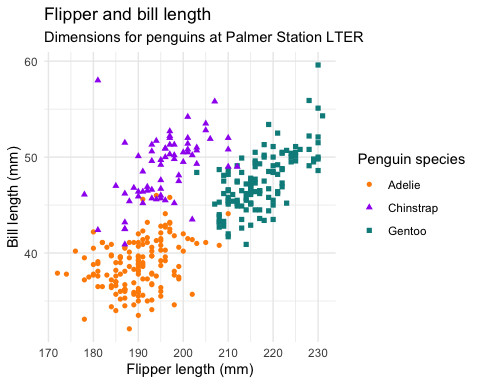 Flipper and bill length
Dimensions for penguins at Palmer Station LTER
60
50
40
Bill length (mm)
170 180 190 200 210 220 230
Flipper length (mm)
Penguin species
Adelie
Chinstrap
Gentoo